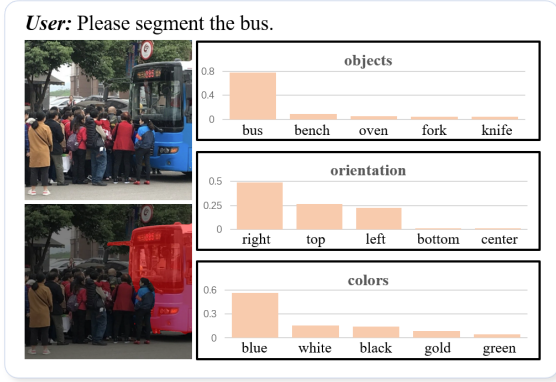 User: Please segment the bus.
objects
0.8
0.4
0
bus bench oven fork knife
orientation
0.5
0.25
0
right top left bottom center
colors
0.6
0.3
0
blue white black gold green